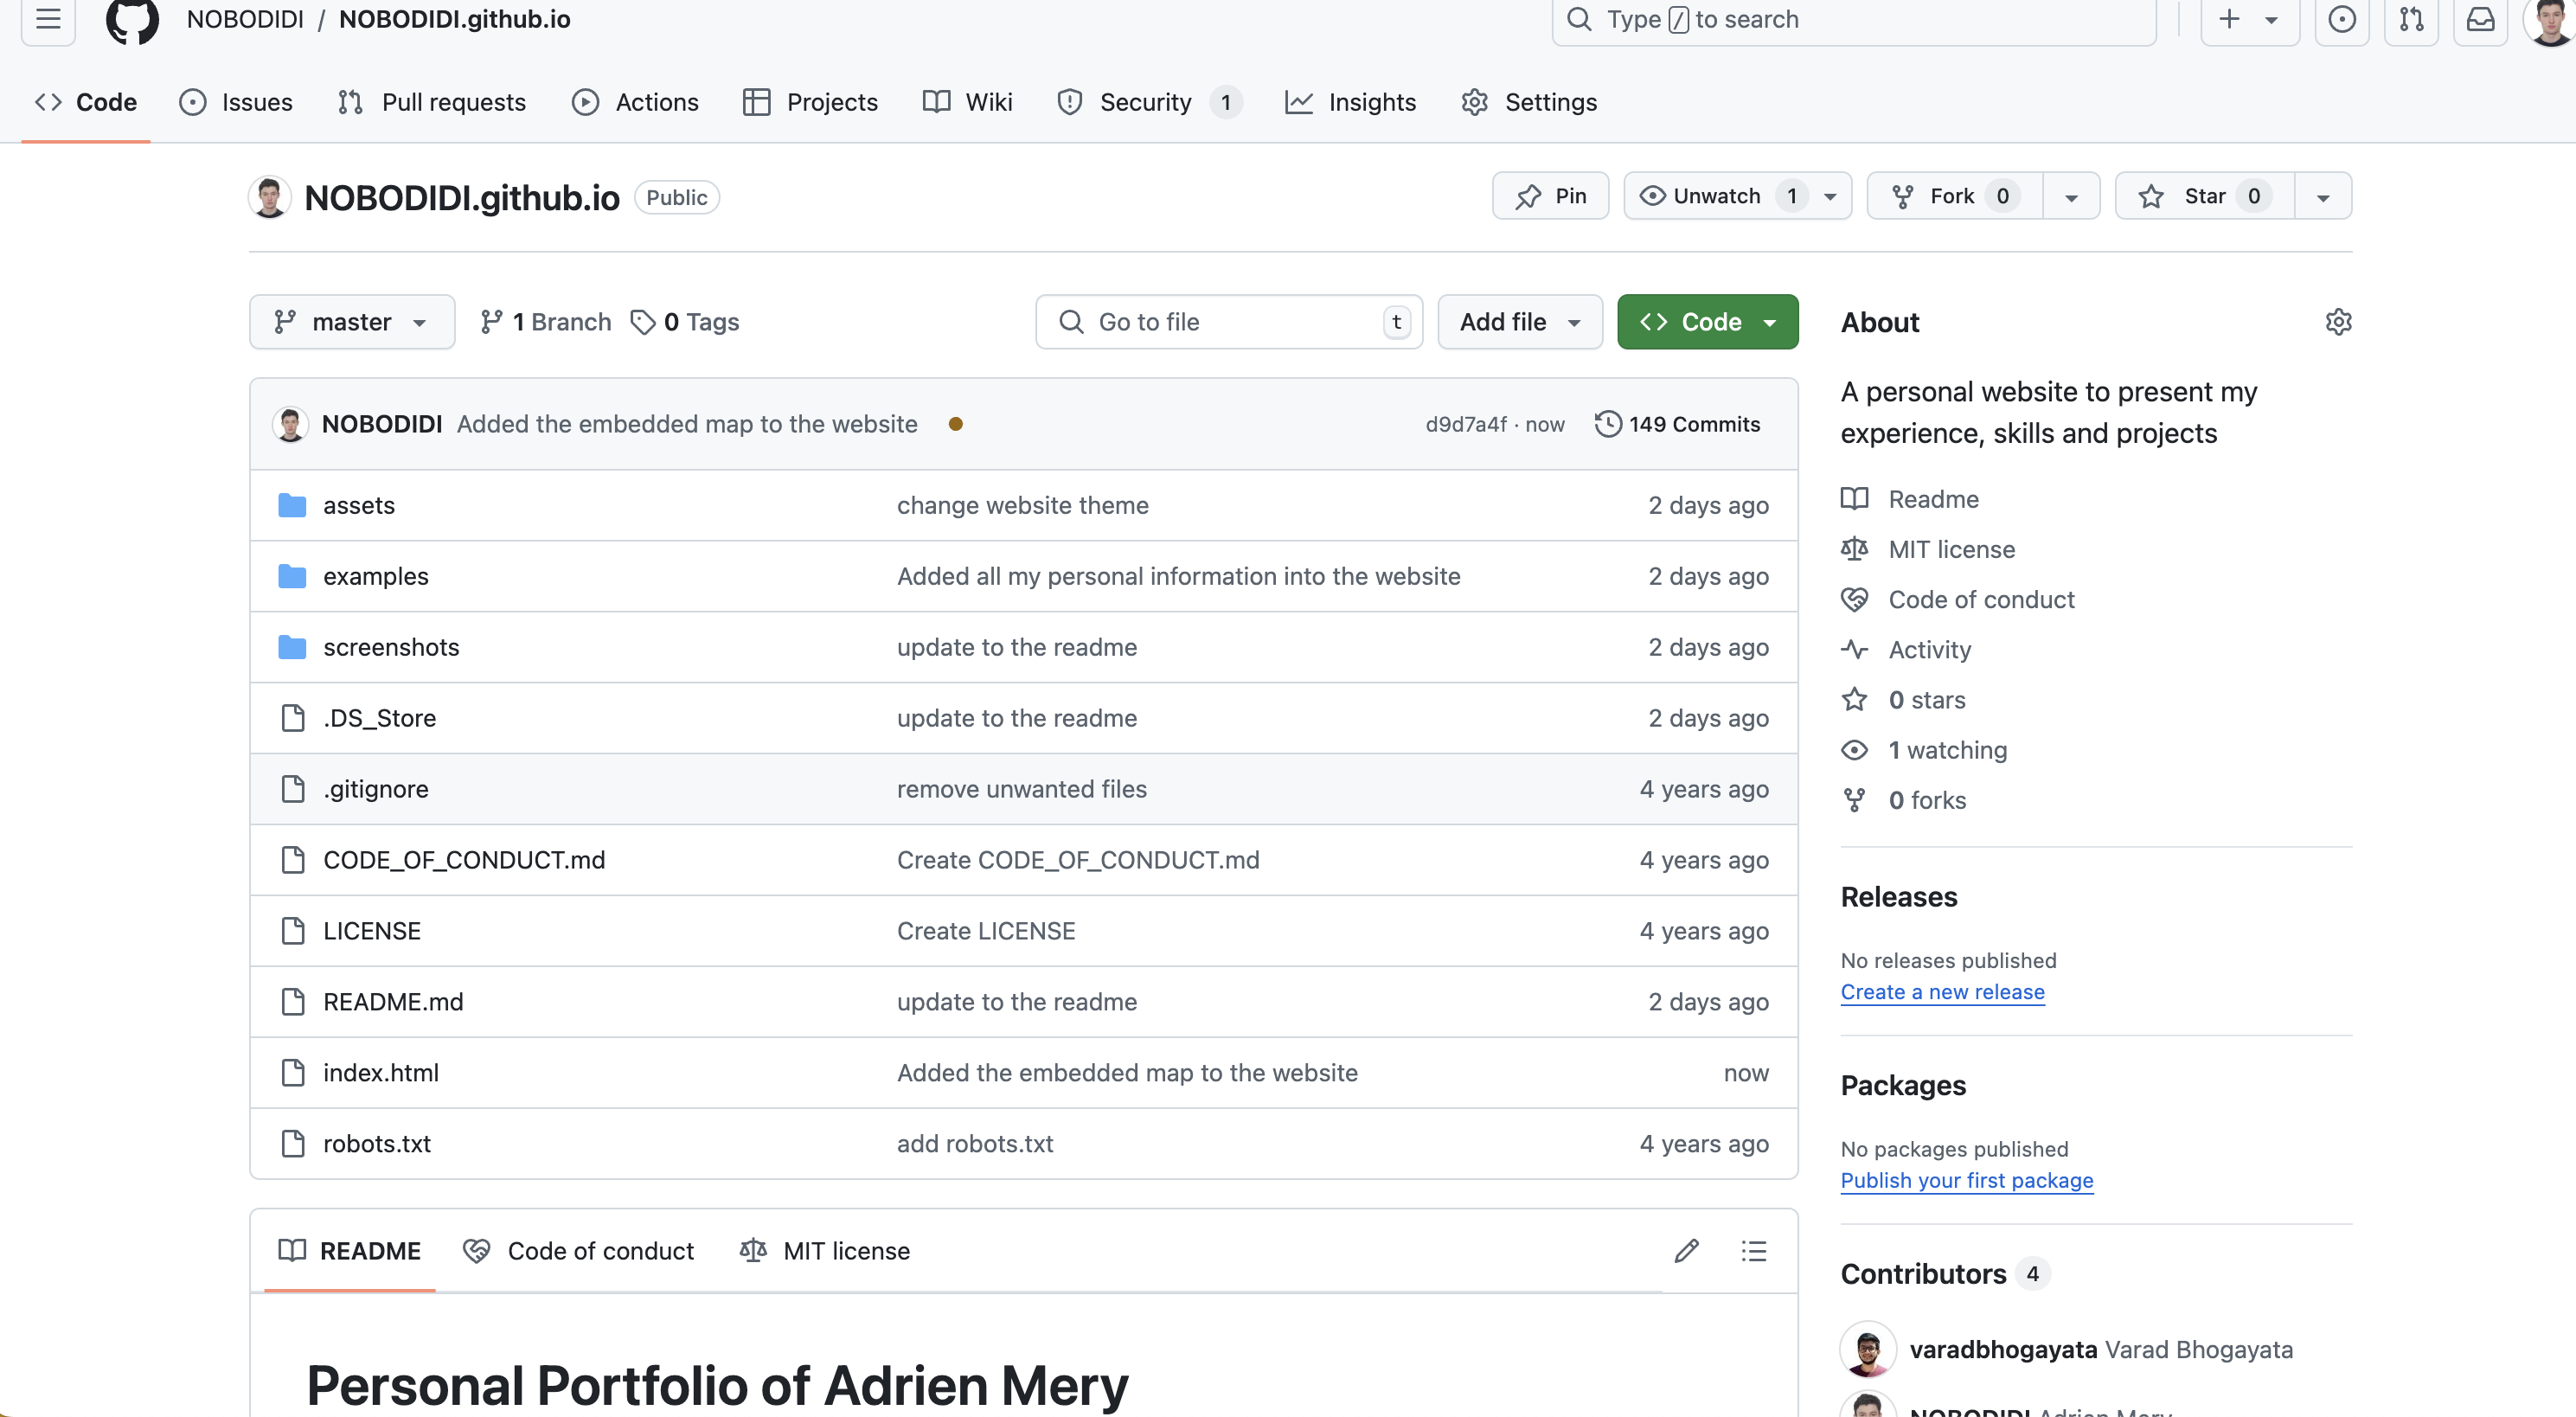 NOBODIDI / NOBODIDI.github.io
Type / to search
Code Issues Pull requests Actions Projects Wiki Security 1 Insights Settings
NOBODIDI.github.io Public
Pin Unwatch 1 Fork 0 Star 0
master 1 Branch 0 Tags
Go to file t Add file Code
NOBODIDI Added the embedded map to the website d9d7a4f · now 149 Commits
assets change website theme 2 days ago
examples Added all my personal information into the website 2 days ago
screenshots update to the readme 2 days ago
.DS_Store update to the readme 2 days ago
.gitignore remove unwanted files 4 years ago
CODE_OF_CONDUCT.md Create CODE_OF_CONDUCT.md 4 years ago
LICENSE Create LICENSE 4 years ago
README.md update to the readme 2 days ago
index.html Added the embedded map to the website now
robots.txt add robots.txt 4 years ago
README Code of conduct MIT license
Personal Portfolio of Adrien Mery
About
A personal website to present my
experience, skills and projects
Readme
MIT license
Code of conduct
Activity
0 stars
1 watching
0 forks
Releases
No releases published
Create a new release
Packages
No packages published
Publish your first package
Contributors 4
varadbhogayata Varad Bhogayata
NOBODIDI Adrien Mery